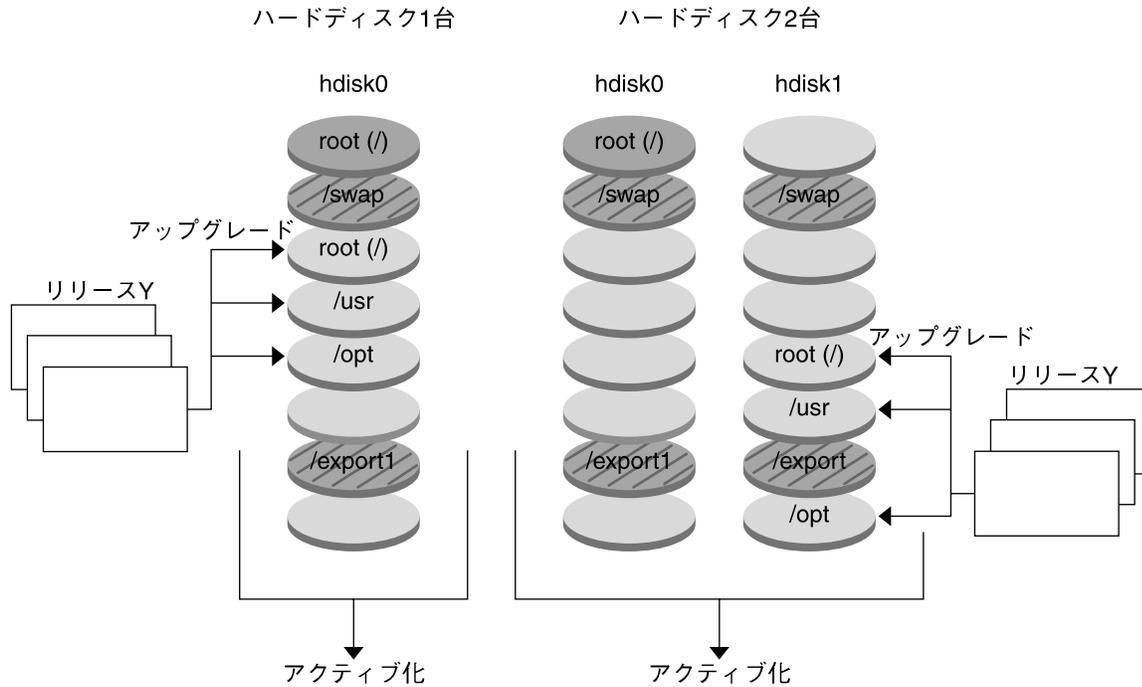 ハードディスク1台
hdisk0
root (/)
/swap
アップグレード
root (/)
リリースY
/usr
/opt
/export1
アクティブ化
ハードディスク2台
hdisk0
hdisk1
root (/)
/swap
/swap
アップグレード
root (/)
リリースY
/usr
/export1
/export
/opt
アクティブ化